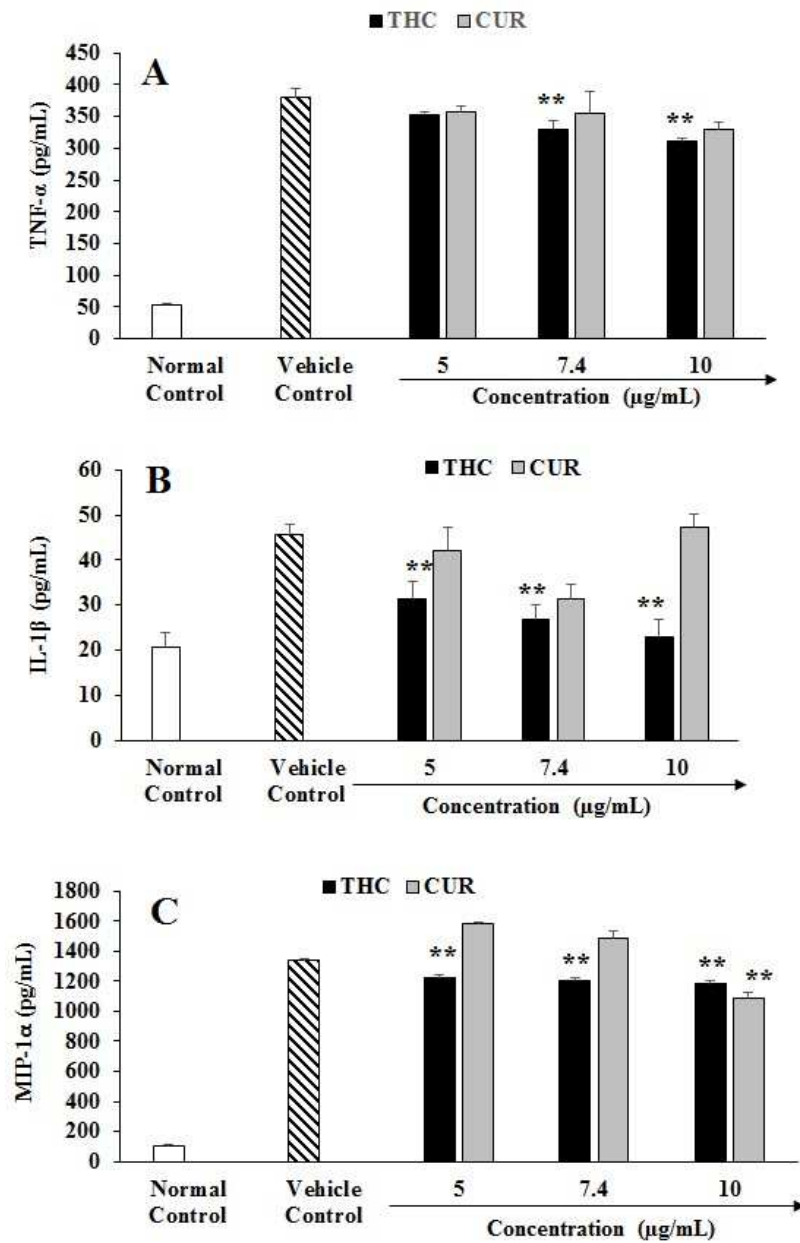 THC CUR
A
450
400
350
300
250
200
150
100
50
0
TNF-α (pg/mL)
**
**
Normal Control
Vehicle Control
5 7.4 10
Concentration (µg/mL)
B
THC CUR
60
50
40
30
20
10
0
IL-1β (pg/mL)
**
**
**
Normal Control
Vehicle Control
5 7.4 10
Concentration (µg/mL)
C
THC CUR
1800
1600
1400
1200
1000
800
600
400
200
0
MIP-1α (pg/mL)
**
**
**
**
Normal Control
Vehicle Control
5 7.4 10
Concentration (µg/mL)